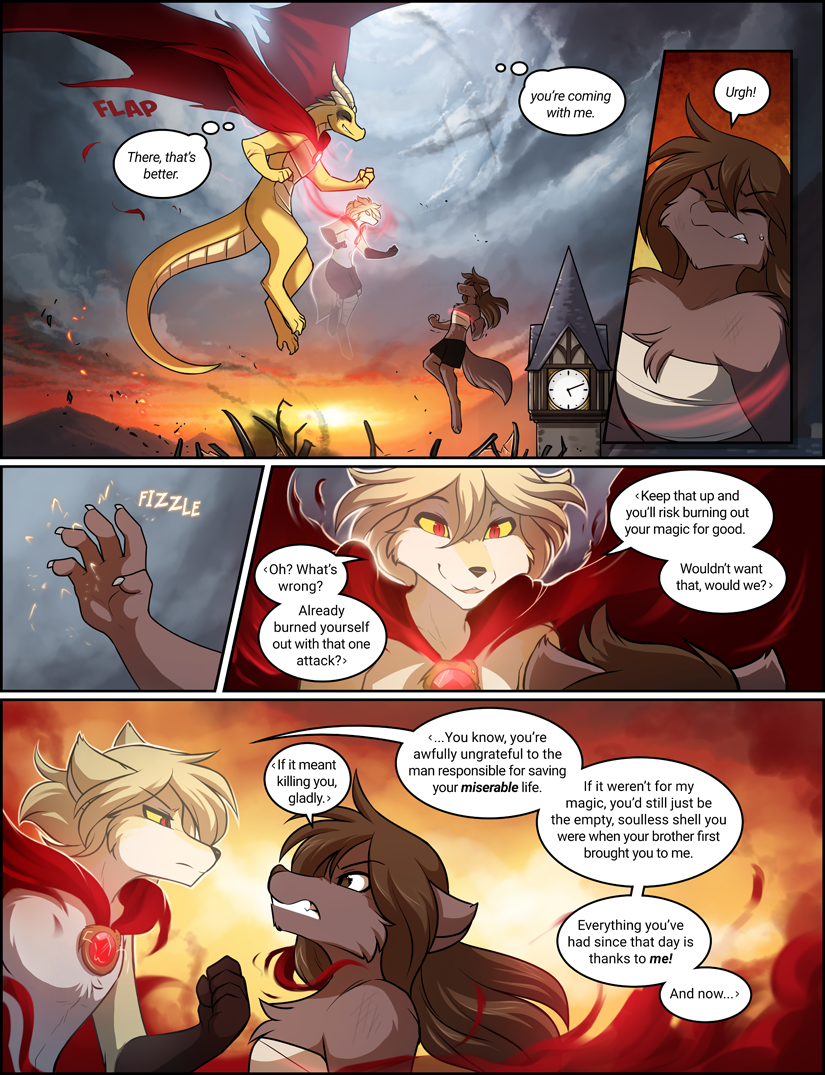 FLAP
There, that's
better.
you're coming
with me.
Urgh!
FIZZLE
‹Oh? What's
wrong?
Already
burned yourself
out with that one
attack?›
‹Keep that up and
you'll risk burning out
your magic for good.
Wouldn't want
that, would we?›
‹If it meant
killing you,
gladly.›
‹...You know, you're
awfully ungrateful to the
man responsible for saving
your miserable life.
If it weren't for my
magic, you'd still just be
the empty, soulless shell you
were when your brother first
brought you to me.
Everything you've
had since that day is
thanks to me!
And now...›